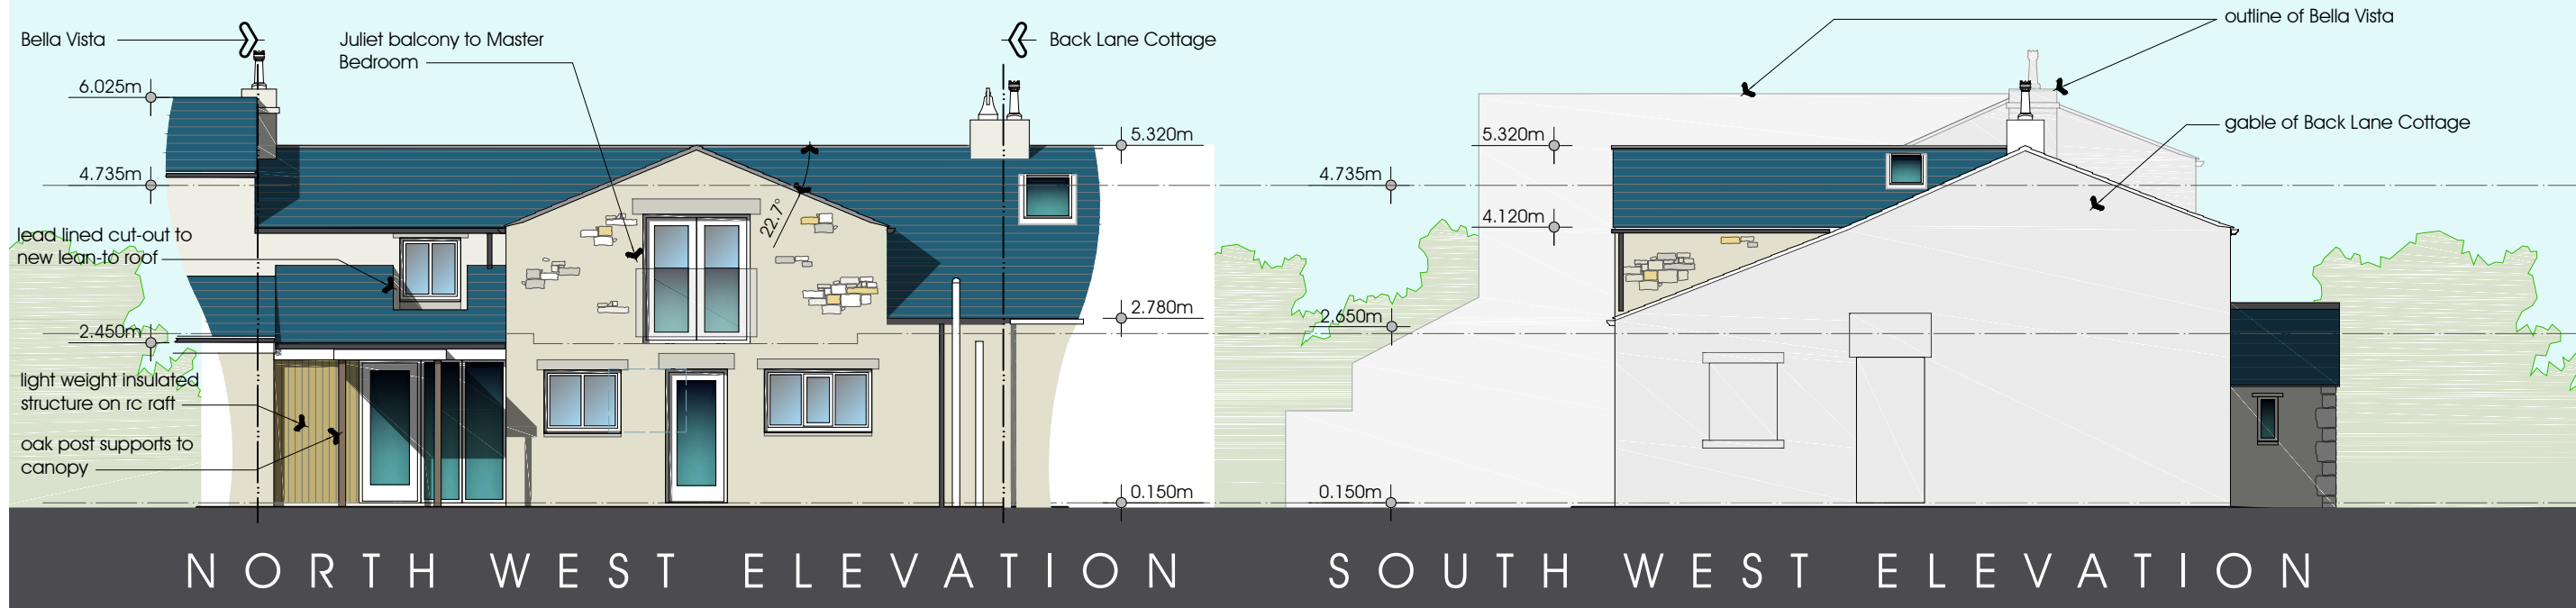 Bella Vista
Juliet balcony to Master
Bedroom
Back Lane Cottage
outline of Bella Vista
6.025m
5.320m
5.320m
gable of Back Lane Cottage
4.735m
4.735m
22.7°
4.120m
lead lined cut-out to
new lean-to roof
2.780m
2.450m
2.650m
light weight insulated
structure on rc raft
oak post supports to
canopy
0.150m
0.150m
NORTH WEST ELEVATION
SOUTH WEST ELEVATION